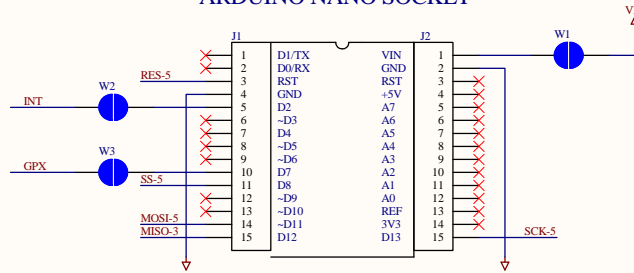 ARDUINO NANO SOCKET
J1 J2 W1 V
1 D1/TX VIN 1
2 D0/RX GND 2
RES-5 3 RST RST 3
W2 4 GND +5V 4
INT 5 D2 A7 5
6 ~D3 A6 6
7 D4 A5 7
8 ~D5 A4 8
W3 9 ~D6 A3 9
GPX 10 D7 A2 10
SS-5 11 D8 A1 11
12 ~D9 A0 12
13 ~D10 REF 13
MOSI-5 14 ~D11 3V3 14
MISO-3 15 D12 D13 15 SCK-5